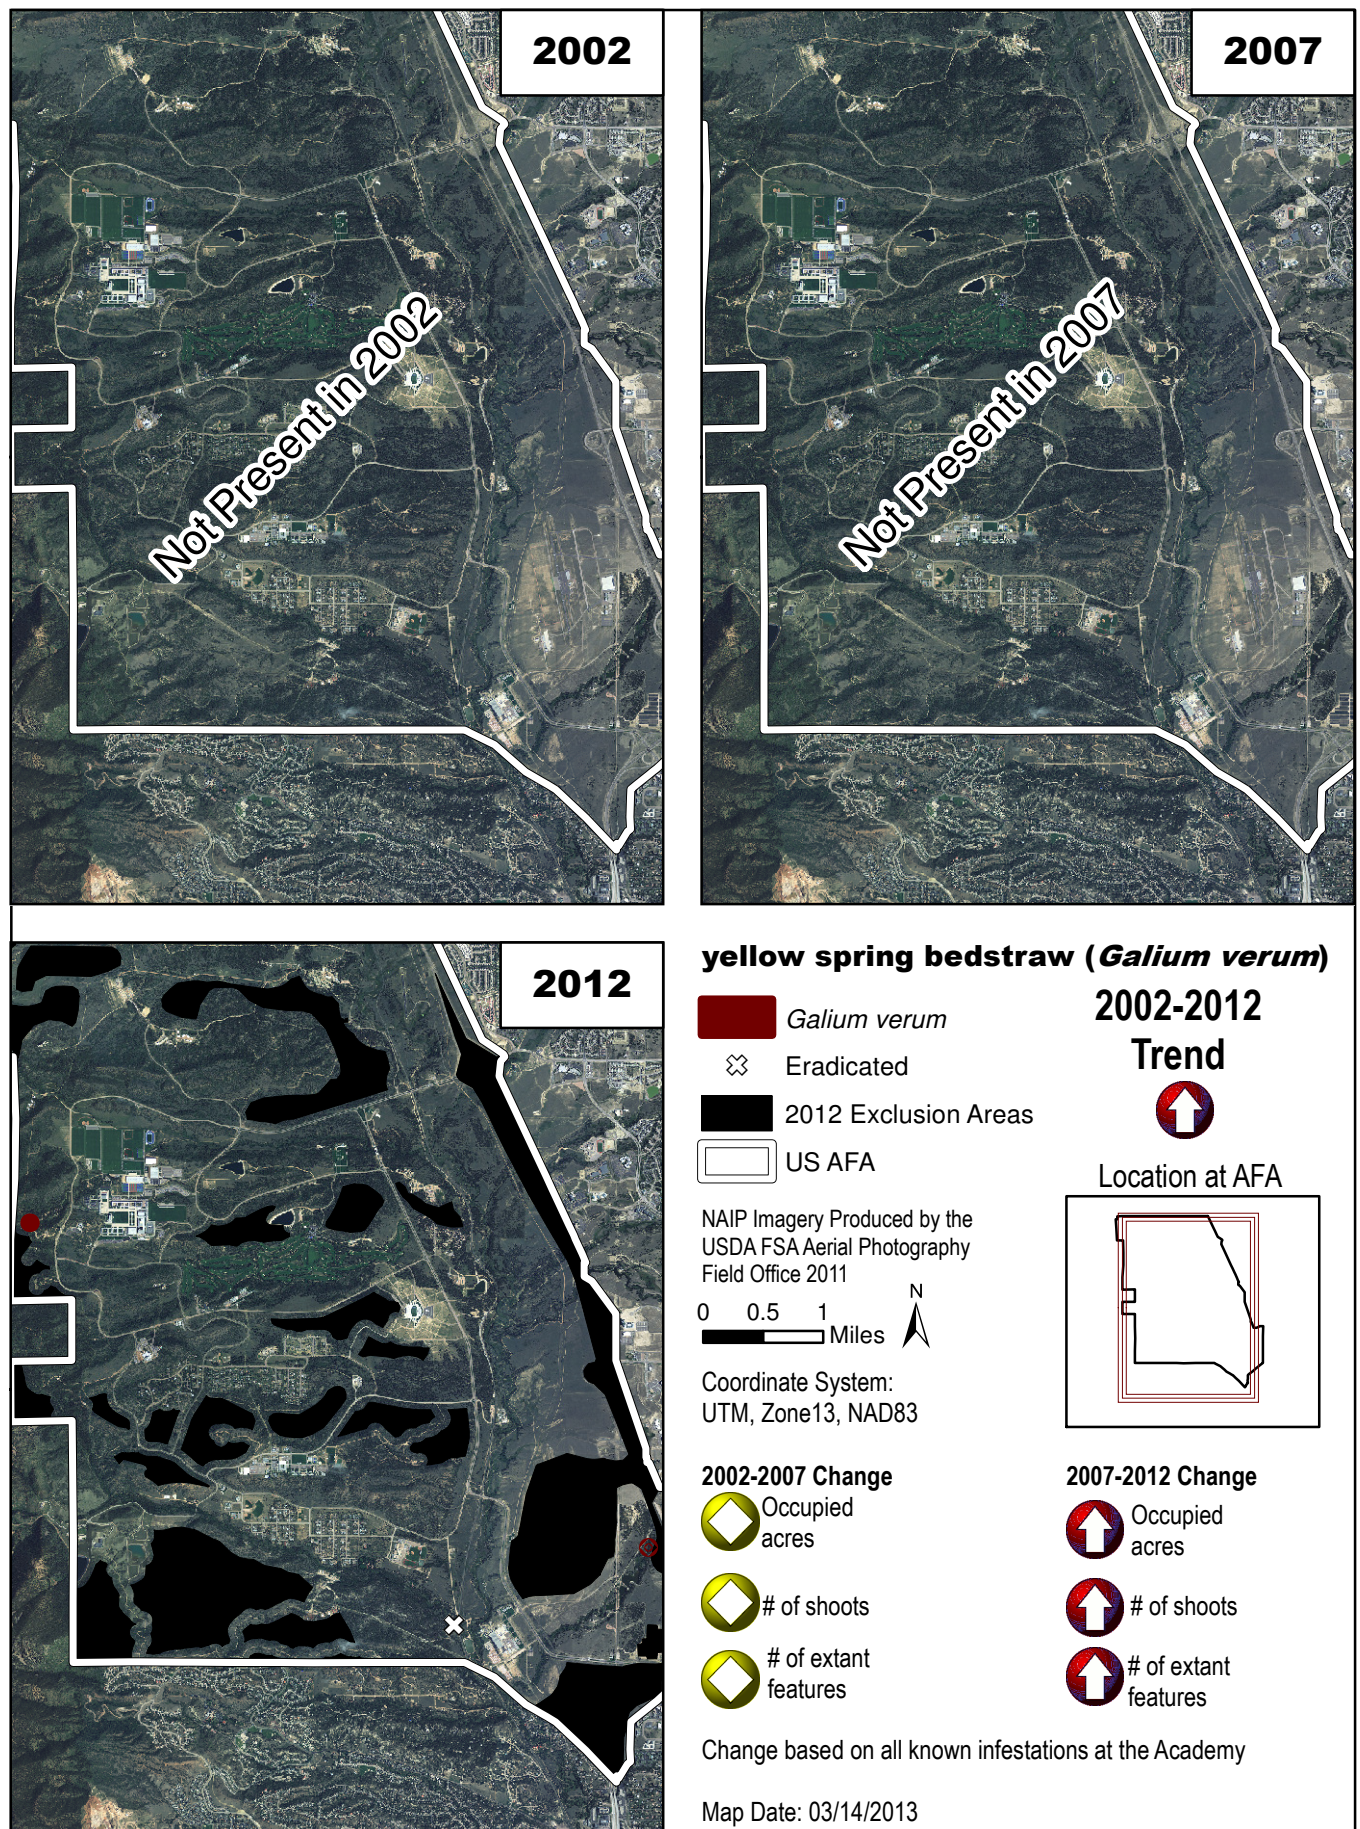 2002
2007
Not Present in 2002
Not Present in 2007
2012
yellow spring bedstraw (Galium verum)
Galium verum
Eradicated
2012 Exclusion Areas
US AFA
2002-2012
Trend
Location at AFA
NAIP Imagery Produced by the
USDA FSA Aerial Photography
Field Office 2011
N
0 0.5 1
Miles
Coordinate System:
UTM, Zone13, NAD83
2002-2007 Change
Occupied
acres
# of shoots
# of extant
features
2007-2012 Change
Occupied
acres
# of shoots
# of extant
features
Change based on all known infestations at the Academy
Map Date: 03/14/2013